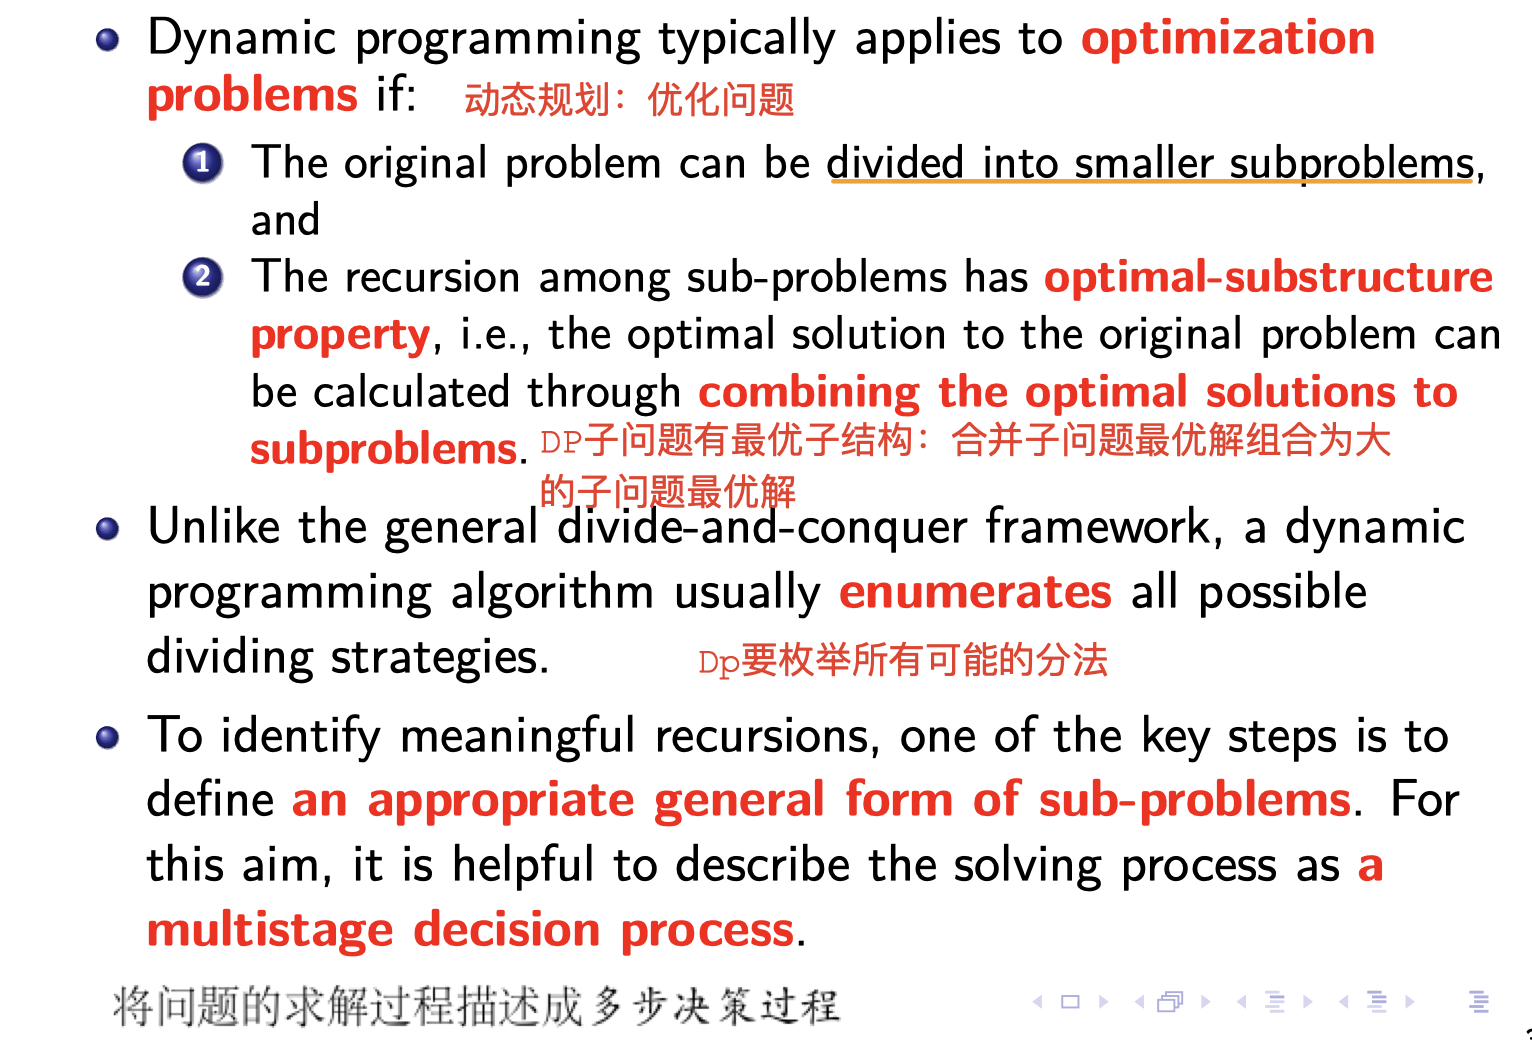 Dynamic programming typically applies to optimization
problems if: 动态规划：优化问题
1 The original problem can be divided into smaller subproblems,
and
2 The recursion among sub-problems has optimal-substructure
property, i.e., the optimal solution to the original problem can
be calculated through combining the optimal solutions to
subproblems. DP子问题有最优子结构：合并子问题最优解组合为大
的子问题最优解
Unlike the general divide-and-conquer framework, a dynamic
programming algorithm usually enumerates all possible
dividing strategies. Dp要枚举所有可能的分法
To identify meaningful recursions, one of the key steps is to
define an appropriate general form of sub-problems. For
this aim, it is helpful to describe the solving process as a
multistage decision process.
将问题的求解过程描述成多步决策过程